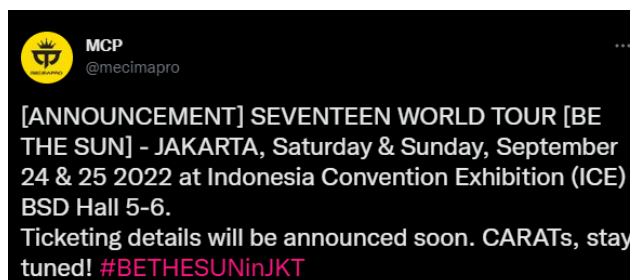 MCP
@mecimapro
MECIMAPRO
[ANNOUNCEMENT] SEVENTEEN WORLD TOUR [BE
THE SUN] - JAKARTA, Saturday & Sunday, September
24 & 25 2022 at Indonesia Convention Exhibition (ICE)
BSD Hall 5-6.
Ticketing details will be announced soon. CARATs, stay
tuned! #BETHESUNinJKT